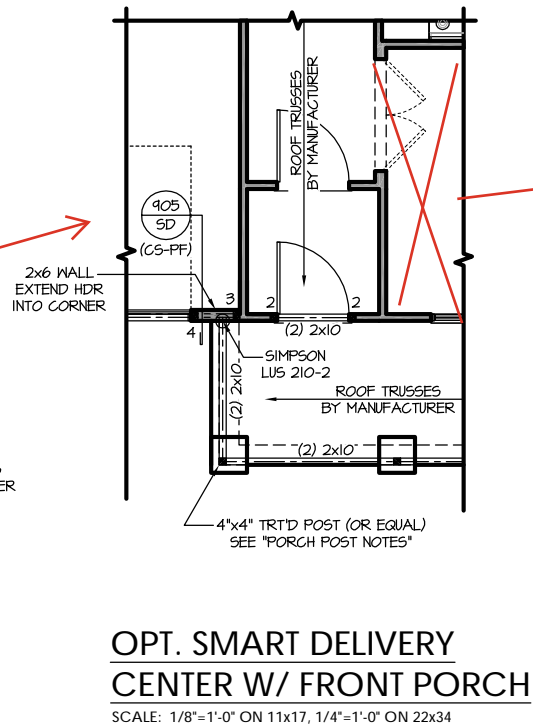 ROOF TRUSSES
BY MANUFACTURER
905
SD
(CS-PF)
2x6 WALL
EXTEND HDR
INTO CORNER
3
2
2
(2) 2x10
4
SIMPSON
LUS 210-2
(2) 2x10
ROOF TRUSSES
BY MANUFACTURER
(2) 2x10
ER
4"x4" TRT'D POST (OR EQUAL)
SEE "PORCH POST NOTES"
OPT. SMART DELIVERY
CENTER W/ FRONT PORCH
SCALE: 1/8"=1'-0" ON 11x17, 1/4"=1'-0" ON 22x34